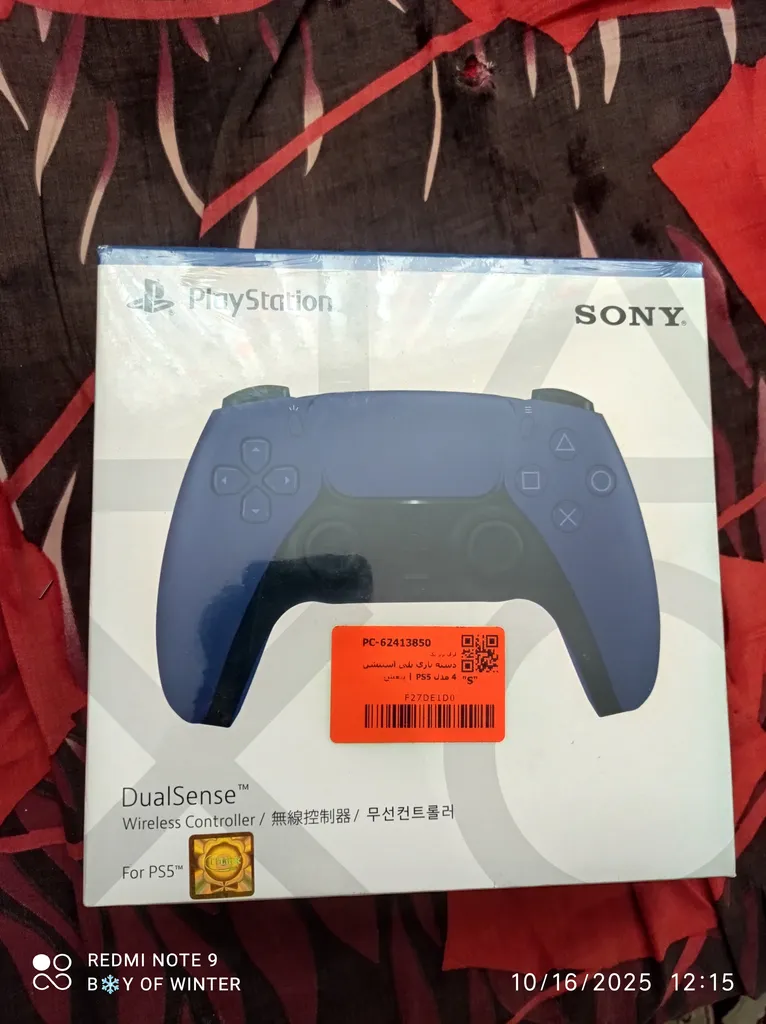 PlayStation
SONY
PC-62413850
دسته بازی پلی استیشن
4 مدل PS5 | بنفش
"S"
F27DE1D0
DualSense™
Wireless Controller / 無線控制器 / 무선컨트롤러
For PS5™
REDMI NOTE 9
B❄Y OF WINTER
10/16/2025 12:15